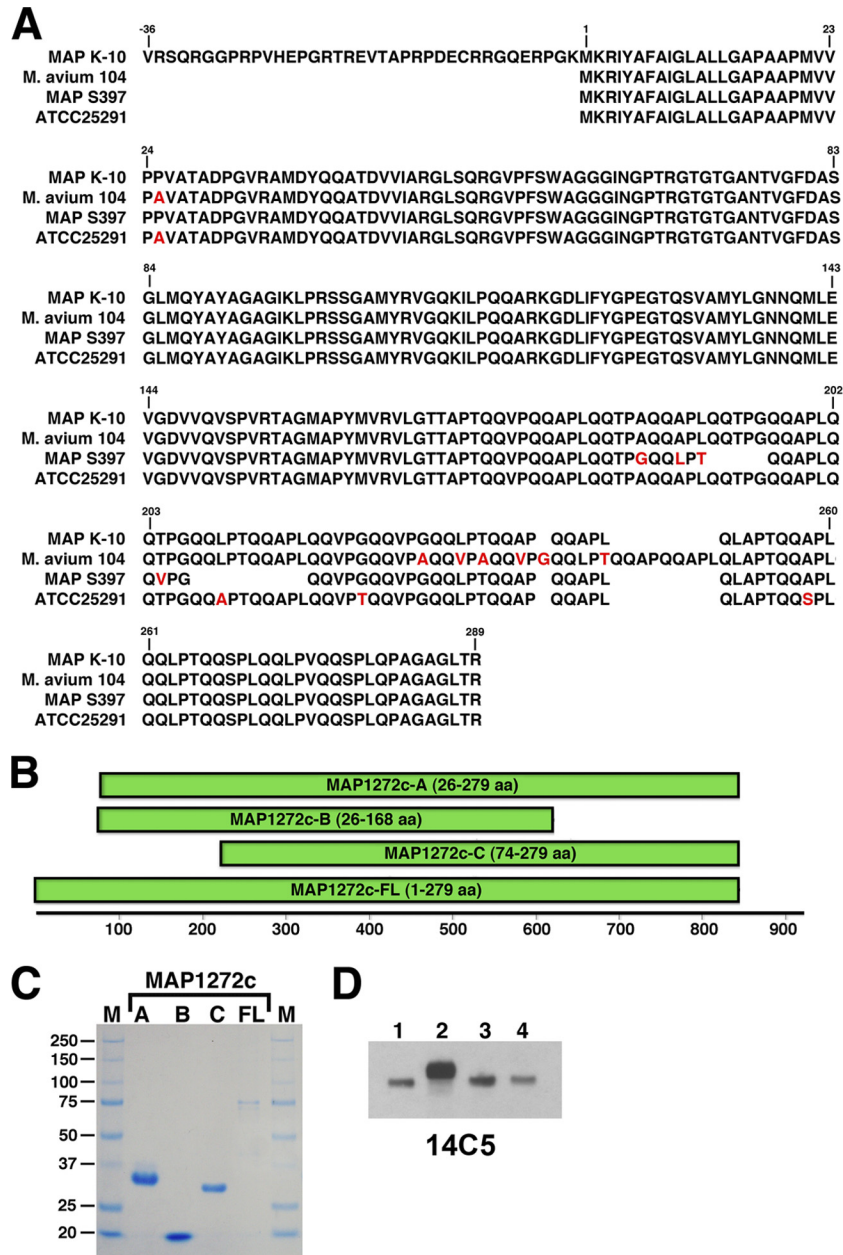 A
-36 1 23
MAP K-10 VRSQRGGPRPVHEPGRTREVTAPRPDECRRGQERPGKMKRIYAFAIGLALLGAPAAPMVV
M. avium 104 MKRIYAFAIGLALLGAPAAPMVV
MAP S397 MKRIYAFAIGLALLGAPAAPMVV
ATCC25291 MKRIYAFAIGLALLGAPAAPMVV
24 83
MAP K-10 PPVATADPGVRAMDYQQATDVVIARGLSQRGVPFSWAGGGINGPTRGTGTGANTVGFDAS
M. avium 104 PAVATADPGVRAMDYQQATDVVIARGLSQRGVPFSWAGGGINGPTRGTGTGANTVGFDAS
MAP S397 PPVATADPGVRAMDYQQATDVVIARGLSQRGVPFSWAGGGINGPTRGTGTGANTVGFDAS
ATCC25291 PAVATADPGVRAMDYQQATDVVIARGLSQRGVPFSWAGGGINGPTRGTGTGANTVGFDAS
84 143
MAP K-10 GLMQYAYAGAGIKLPRSSGAMYRVGQKILPQQARKGDLIFYGPEGTQSVAMYLGNNQMLE
M. avium 104 GLMQYAYAGAGIKLPRSSGAMYRVGQKILPQQARKGDLIFYGPEGTQSVAMYLGNNQMLE
MAP S397 GLMQYAYAGAGIKLPRSSGAMYRVGQKILPQQARKGDLIFYGPEGTQSVAMYLGNNQMLE
ATCC25291 GLMQYAYAGAGIKLPRSSGAMYRVGQKILPQQARKGDLIFYGPEGTQSVAMYLGNNQMLE
144 202
MAP K-10 VGDVVQVSPVRTAGMAPYMVRVLGTTAPTQQVPQQAPLQQTPAQQAPLQQTPGQQAPLQ
M. avium 104 VGDVVQVSPVRTAGMAPYMVRVLGTTAPTQQVPQQAPLQQTPAQQAPLQQTPGQQAPLQ
MAP S397 VGDVVQVSPVRTAGMAPYMVRVLGTTAPTQQVPQQAPLQQTPGQQLPT QQAPLQ
ATCC25291 VGDVVQVSPVRTAGMAPYMVRVLGTTAPTQQVPQQAPLQQTPAQQAPLQQTPGQQAPLQ
203 260
MAP K-10 QTPGQQLPTQQAPLQQVPGQQVPGQQLPTQQAP QQAPL QLAPTQQAPL
M. avium 104 QTPGQQLPTQQAPLQQVPGQQVPAQQVPAQQVPGQQLPTQQAPQQAPLQLAPTQQAPL
MAP S397 QVPG QQVPGQQVPGQQLPTQQAP QQAPL QLAPTQQAPL
ATCC25291 QTPGQQAPTQQAPLQQVPTQQVPGQQLPTQQAP QQAPL QLAPTQQSPL
261 289
MAP K-10 QQLPTQQSPLQQLPVQQSPLQPAGAGLTR
M. avium 104 QQLPTQQSPLQQLPVQQSPLQPAGAGLTR
MAP S397 QQLPTQQSPLQQLPVQQSPLQPAGAGLTR
ATCC25291 QQLPTQQSPLQQLPVQQSPLQPAGAGLTR
B
MAP1272c-A (26-279 aa)
MAP1272c-B (26-168 aa)
MAP1272c-C (74-279 aa)
MAP1272c-FL (1-279 aa)
100 200 300 400 500 600 700 800 900
C
MAP1272c
M A B C FL M
250
150
100
75
50
37
25
20
D
1 2 3 4
14C5